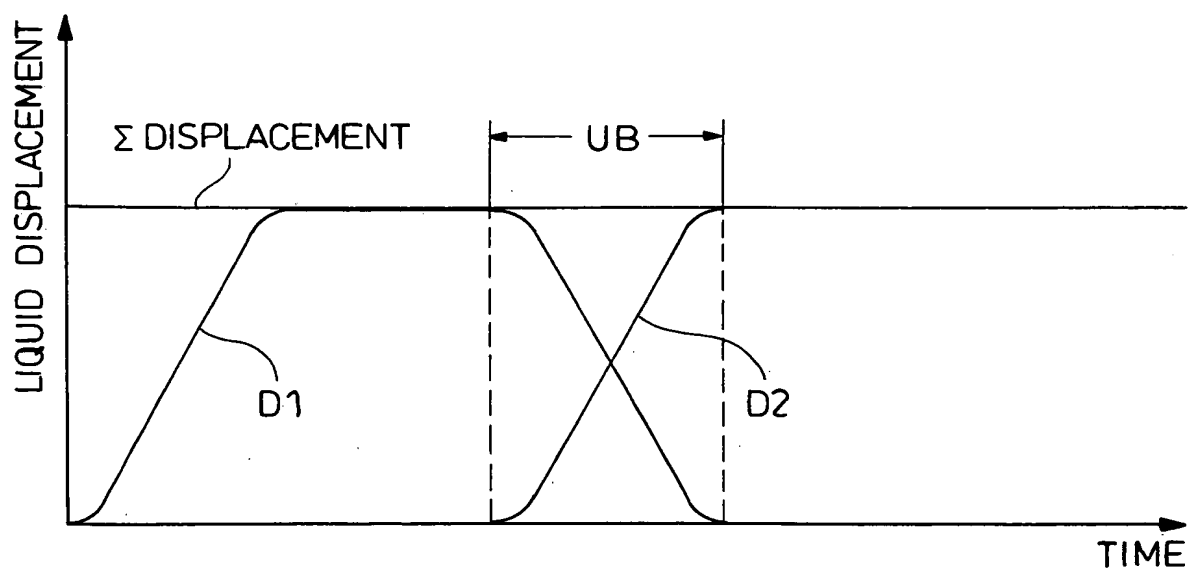 LIQUID DISPLACEMENT
Σ DISPLACEMENT
UB
D1
D2
TIME